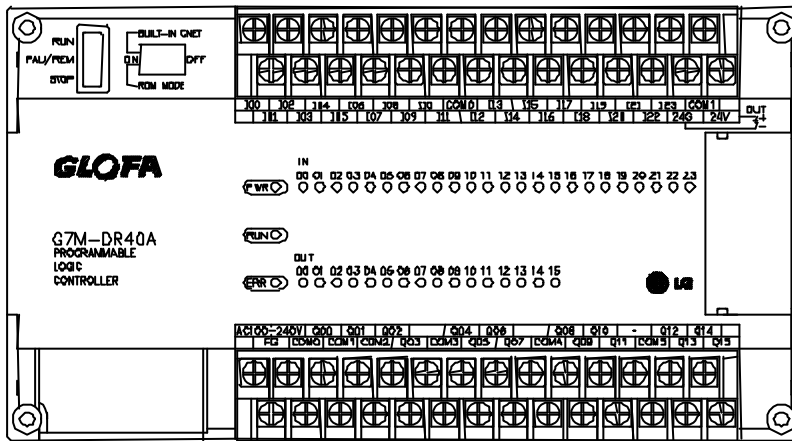 RUN
PAU/REM
STOP
BUILT-IN CNET
ON
OFF
ROM MODE
I00 I02 I04 I06 I08 I10 COM0 I13 I15 I17 I19 I21 I23 COM1
I01 I03 I05 I07 I09 I11 I12 I14 I16 I18 I20 I22 24G 24V
OUT
+
-
GLOFA
IN
00 01 02 03 04 05 06 07 08 09 10 11 12 13 14 15 16 17 18 19 20 21 22 23
PWR
G7M-DR40A
PROGRAMMABLE
LOGIC
CONTROLLER
RUN
OUT
00 01 02 03 04 05 06 07 08 09 10 11 12 13 14 15
ERR
LG
AC100-240V Q00 Q01 Q02 Q04 Q06 Q08 Q10 - Q12 Q14
FG COM0 COM1 COM2 Q03 COM3 Q05 Q07 COM4 Q09 Q11 COM5 Q13 Q15